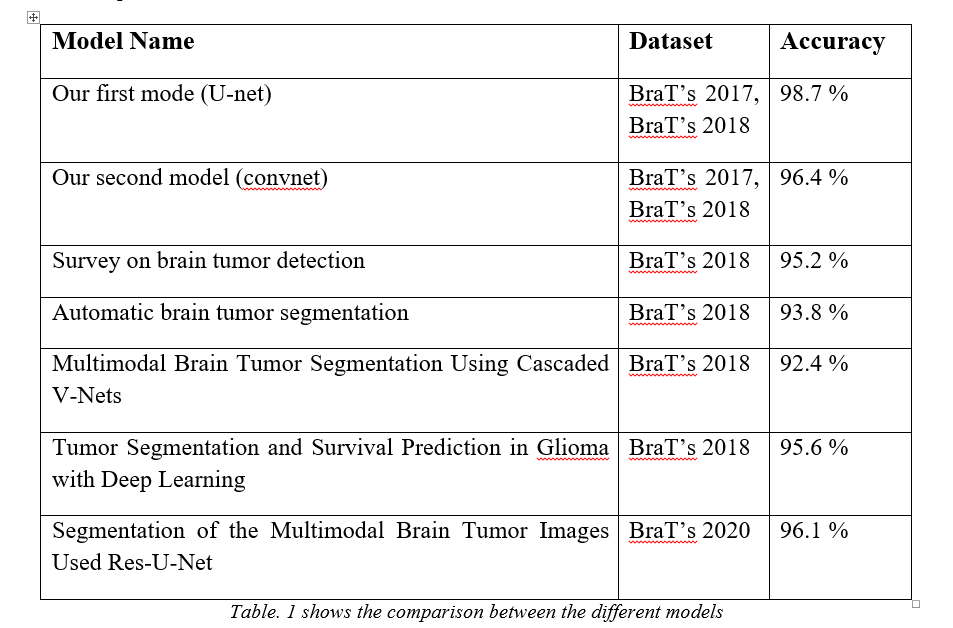 Model Name Dataset Accuracy
Our first mode (U-net) BraT’s 2017, 98.7 %
BraT’s 2018
Our second model (convnet) BraT’s 2017, 96.4 %
BraT’s 2018
Survey on brain tumor detection BraT’s 2018 95.2 %
Automatic brain tumor segmentation BraT’s 2018 93.8 %
Multimodal Brain Tumor Segmentation Using Cascaded BraT’s 2018 92.4 %
V-Nets
Tumor Segmentation and Survival Prediction in Glioma BraT’s 2018 95.6 %
with Deep Learning
Segmentation of the Multimodal Brain Tumor Images BraT’s 2020 96.1 %
Used Res-U-Net
Table. 1 shows the comparison between the different models